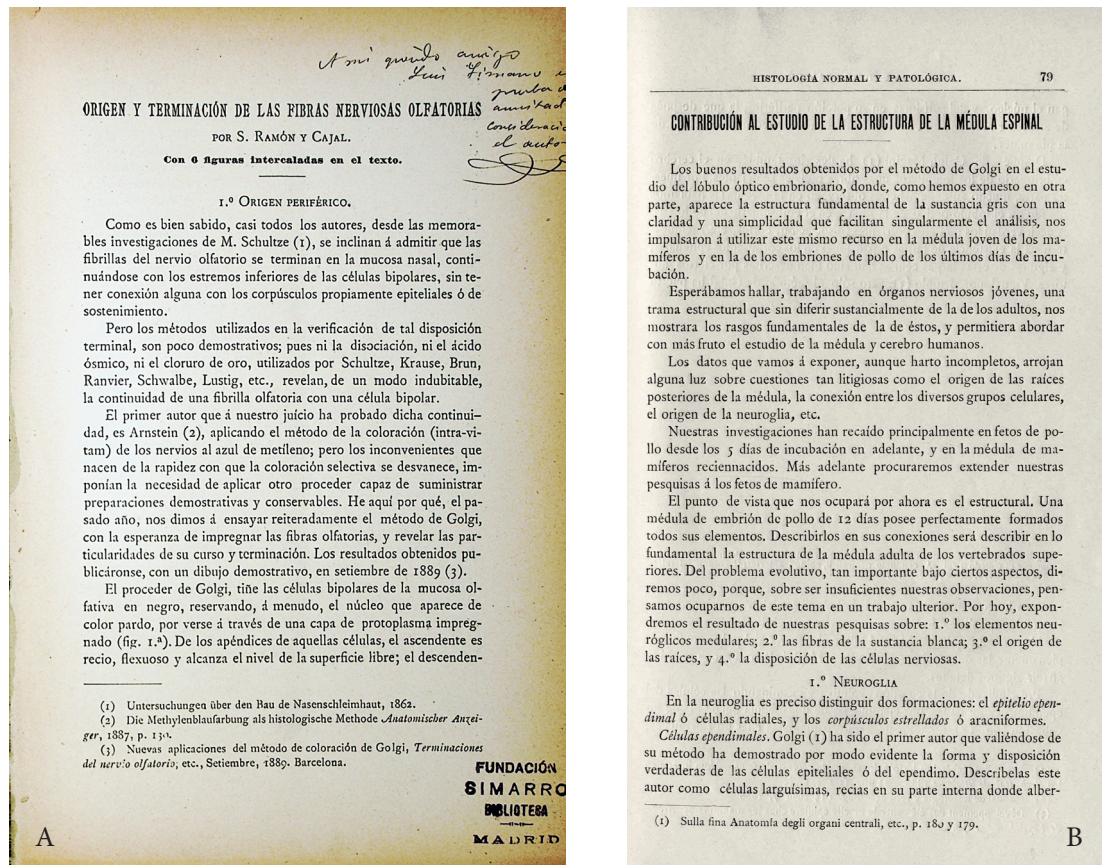 A mi querido amigo
Luis Simarro en
prueba de
amistad
consideración
el autor
ORIGEN Y TERMINACIÓN DE LAS FIBRAS NERVIOSAS OLFATORIAS
POR S. RAMÓN Y CAJAL.
Con 6 figuras intercaladas en el texto.
1.º ORIGEN PERIFÉRICO.
Como es bien sabido, casi todos los autores, desde las memora-
bles investigaciones de M. Schultze (1), se inclinan á admitir que las
fibrillas del nervio olfatorio se terminan en la mucosa nasal, conti-
nuándose con los estremos inferiores de las células bipolares, sin te-
ner conexión alguna con los corpúsculos propiamente epiteliales ó de
sostenimiento.
Pero los métodos utilizados en la verificación de tal disposición
terminal, son poco demostrativos; pues ni la disociación, ni el ácido
ósmico, ni el cloruro de oro, utilizados por Schultze, Krause, Brun,
Ranvier, Schwalbe, Lustig, etc., revelan, de un modo indubitable,
la continuidad de una fibrilla olfatoria con una célula bipolar.
El primer autor que á nuestro juício ha probado dicha continui-
dad, es Arnstein (2), aplicando el método de la coloración (intra-vi-
tam) de los nervios al azul de metíleno; pero los inconvenientes que
nacen de la rapidez con que la coloración selectiva se desvanece, im-
ponían la necesidad de aplicar otro proceder capaz de suministrar
preparaciones demostrativas y conservables. He aquí por qué, el pa-
sado año, nos dimos á ensayar reiteradamente el método de Golgi,
con la esperanza de impregnar las fibras olfatorias, y revelar las par-
ticularidades de su curso y terminación. Los resultados obtenidos pu-
blicáronse, con un dibujo demostrativo, en setiembre de 1889 (3).
El proceder de Golgi, tiñe las células bipolares de la mucosa ol-
fativa en negro, reservando, á menudo, el núcleo que aparece de
color pardo, por verse á través de una capa de protoplasma impreg-
nado (fig. 1.ª). De los apéndices de aquellas células, el ascendente es
recio, flexuoso y alcanza el nivel de la superficie libre; el descenden-
(1) Untersuchungen über den Bau de Nasenschleimhaut, 1862.
(2) Die Methylenblaufarbung als histologische Methode Anatomischer Anzei-
ger, 1887, p.
(3) Nuevas aplicaciones del método de coloración de Golgi, Terminaciones
del nervio olfatorio, etc., Setiembre, 1889. Barcelona.
FUNDACIÓN
SIMARRO
BIBLIOTECA
MADRID
A
HISTOLOGÍA NORMAL Y PATOLÓGICA. 79
CONTRIBUCIÓN AL ESTUDIO DE LA ESTRUCTURA DE LA MÉDULA ESPINAL
Los buenos resultados obtenidos por el método de Golgi en el estu-
dio del lóbulo óptico embrionario, donde, como hemos expuesto en otra
parte, aparece la estructura fundamental de la sustancia gris con una
claridad y una simplicidad que facilitan singularmente el análisis, nos
impulsaron á utilizar este mismo recurso en la médula joven de los ma-
míferos y en la de los embriones de pollo de los últimos días de incu-
bación.
Esperábamos hallar, trabajando en órganos nerviosos jóvenes, una
trama estructural que sin diferir sustancialmente de la de los adultos, nos
mostrara los rasgos fundamentales de la de éstos, y permitiera abordar
con más fruto el estudio de la médula y cerebro humanos.
Los datos que vamos á exponer, aunque harto incompletos, arrojan
alguna luz sobre cuestiones tan litigiosas como el origen de las raíces
posteriores de la médula, la conexión entre los diversos grupos celulares,
el origen de la neuroglia, etc.
Nuestras investigaciones han recaído principalmente en fetos de po-
llo desde los 5 días de incubación en adelante, y en la médula de ma-
míferos reciennacidos. Más adelante procuraremos extender nuestras
pesquisas á los fetos de mamífero.
El punto de vista que nos ocupará por ahora es el estructural. Una
médula de embrión de pollo de 12 días posee perfectamente formados
todos sus elementos. Describirlos en sus conexiones será describir en lo
fundamental la estructura de la médula adulta de los vertebrados supe-
riores. Del problema evolutivo, tan importante bajo ciertos aspectos, di-
remos poco, porque, sobre ser insuficientes nuestras observaciones, pen-
samos ocuparnos de este tema en un trabajo ulterior. Por hoy, expon-
dremos el resultado de nuestras pesquisas sobre: 1.º los elementos neu-
róglicos medulares; 2.º las fibras de la sustancia blanca; 3.º el origen de
las raíces, y 4.º la disposición de las células nerviosas.
1.º NEUROGLIA
En la neuroglia es preciso distinguir dos formaciones: el epitelio epen-
dimal ó células radiales, y los corpúsculos estrellados ó aracniformes.
Células ependimales. Golgi (1) ha sido el primer autor que valiéndose de
su método ha demostrado por modo evidente la forma y disposición
verdaderas de las células epiteliales ó del ependimo. Descríbelas este
autor como células larguísimas, recias en su parte interna donde alber-
(1) Sulla fina Anatomía degli organi centrali, etc., p. 180 y 179.
B